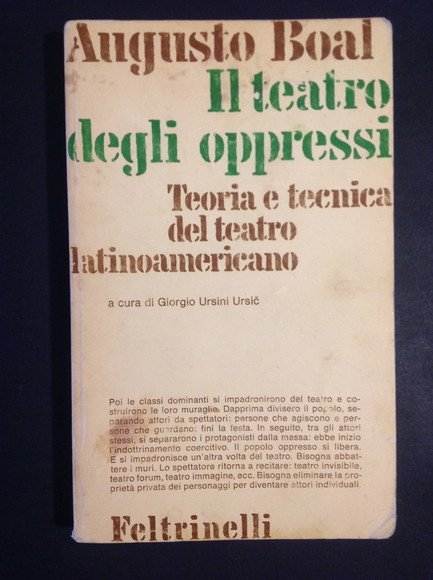 Augusto Boal
Il teatro
degli oppressi
Teoria e tecnica
del teatro
latinoamericano
a cura di Giorgio Ursini Ursič
Poi le classi dominanti si impadronirono del teatro e co-
struirono le loro muraglie. Dapprima divisero il popolo, se-
parando attori da spettatori: persone che agiscono e per-
sone che guardano: finì la festa. In seguito, tra gli attori
stessi, si separarono i protagonisti dalla massa: ebbe inizio
l'indottrinamento coercitivo. Il popolo oppresso si libera.
E si impadronisce un'altra volta del teatro. Bisogna abbat-
tere i muri. Lo spettatore ritorna a recitare: teatro invisibile,
teatro forum, teatro immagine, ecc. Bisogna eliminare la pro-
prietà privata dei personaggi per diventare attori individuali.
Feltrinelli